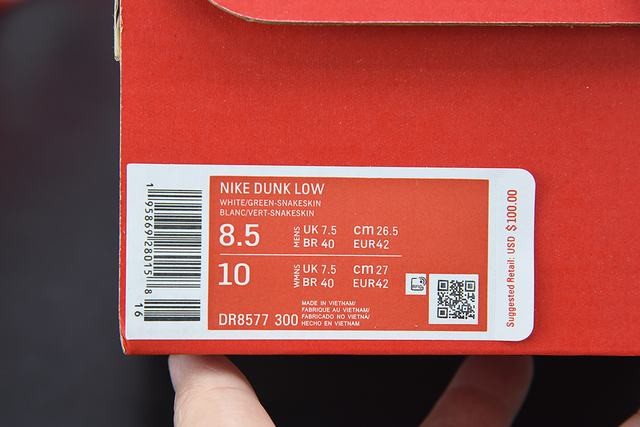 NIKE DUNK LOW
WHITE/GREEN-SNAKESKIN
BLANC/VERT-SNAKESKIN
8.5 MENS UK 7.5 cm 26.5
BR 40 EUR42
10 WMNS UK 7.5 cm 27
BR 40 EUR42
MADE IN VIETNAM/
FABRIQUE AU VIETNAM/
FABRICADO NO VIETNA/
HECHO EN VIETNAM
DR8577 300
1 95869 28015 8
16
Suggested Retail: USD $100.00